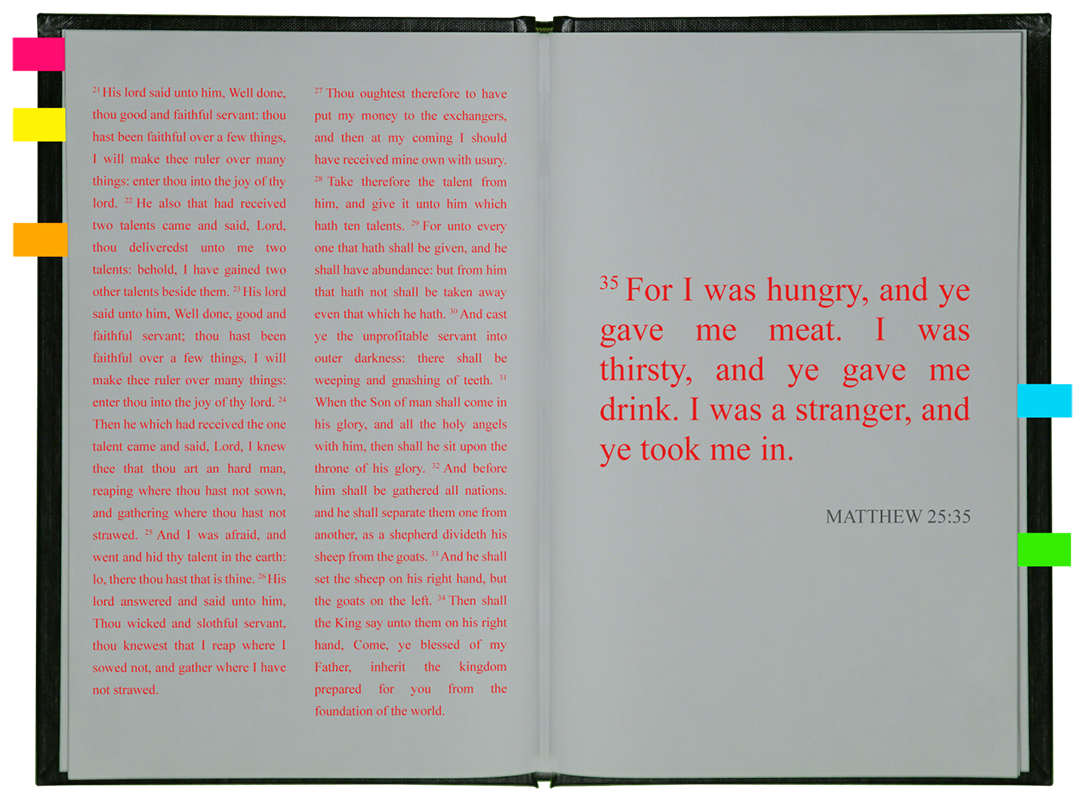 21 His lord said unto him, Well done,
thou good and faithful servant: thou
hast been faithful over a few things,
I will make thee ruler over many
things: enter thou into the joy of thy
lord. 22 He also that had received
two talents came and said, Lord,
thou deliveredst unto me two
talents: behold, I have gained two
other talents beside them. 23 His lord
said unto him, Well done, good and
faithful servant; thou hast been
faithful over a few things, I will
make thee ruler over many things:
enter thou into the joy of thy lord. 24
Then he which had received the one
talent came and said, Lord, I knew
thee that thou art an hard man,
reaping where thou hast not sown,
and gathering where thou hast not
strawed. 25 And I was afraid, and
went and hid thy talent in the earth:
lo, there thou hast that is thine. 26 His
lord answered and said unto him,
Thou wicked and slothful servant,
thou knewest that I reap where I
sowed not, and gather where I have
not strawed.
27 Thou oughtest therefore to have
put my money to the exchangers,
and then at my coming I should
have received mine own with usury.
28 Take therefore the talent from
him, and give it unto him which
hath ten talents. 29 For unto every
one that hath shall be given, and he
shall have abundance: but from him
that hath not shall be taken away
even that which he hath. 30 And cast
ye the unprofitable servant into
outer darkness: there shall be
weeping and gnashing of teeth. 31
When the Son of man shall come in
his glory, and all the holy angels
with him, then shall he sit upon the
throne of his glory. 32 And before
him shall be gathered all nations.
and he shall separate them one from
another, as a shepherd divideth his
sheep from the goats. 33 And he shall
set the sheep on his right hand, but
the goats on the left. 34 Then shall
the King say unto them on his right
hand, Come, ye blessed of my
Father, inherit the kingdom
prepared for you from the
foundation of the world.
35 For I was hungry, and ye
gave me meat. I was
thirsty, and ye gave me
drink. I was a stranger, and
ye took me in.
MATTHEW 25:35